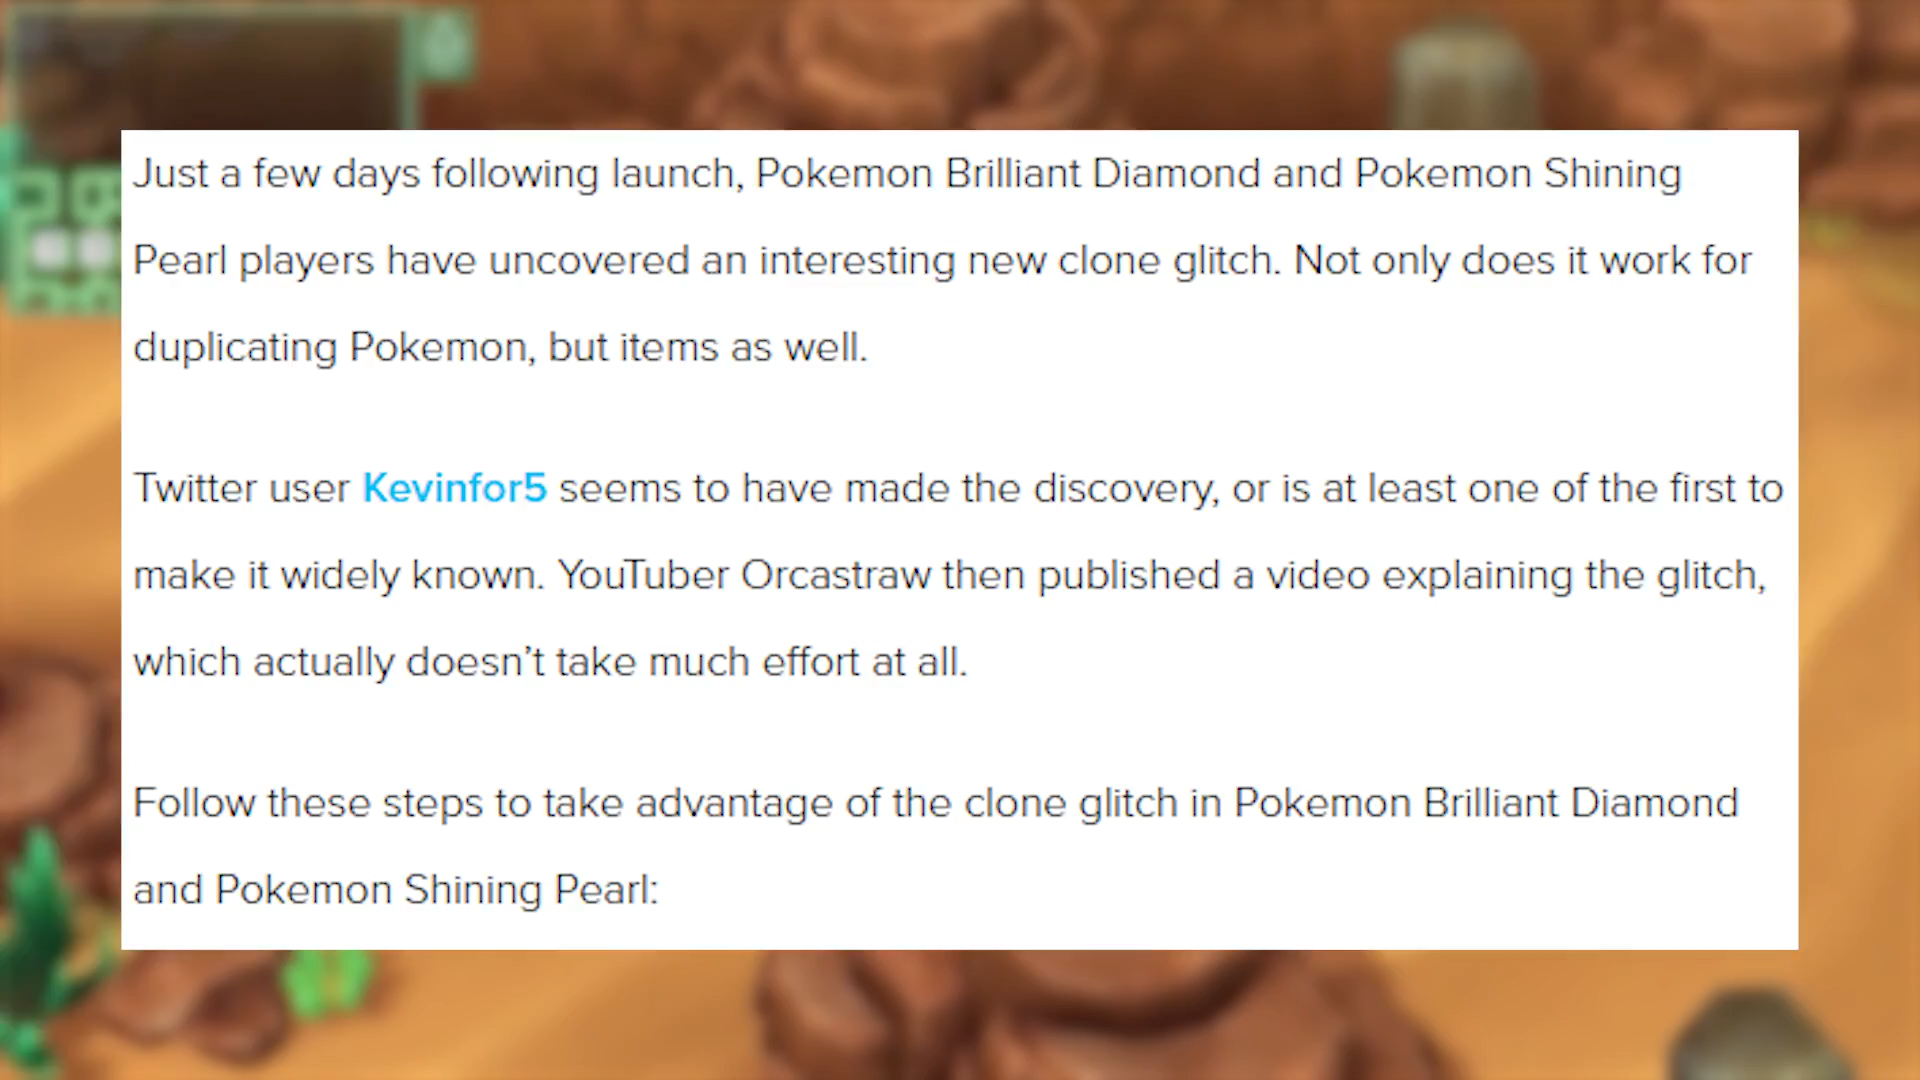 Just a few days following launch, Pokemon Brilliant Diamond and Pokemon Shining
Pearl players have uncovered an interesting new clone glitch. Not only does it work for
duplicating Pokemon, but items as well.
Twitter user Kevinfor5 seems to have made the discovery, or is at least one of the first to
make it widely known. YouTuber Orcastraw then published a video explaining the glitch,
which actually doesn’t take much effort at all.
Follow these steps to take advantage of the clone glitch in Pokemon Brilliant Diamond
and Pokemon Shining Pearl: